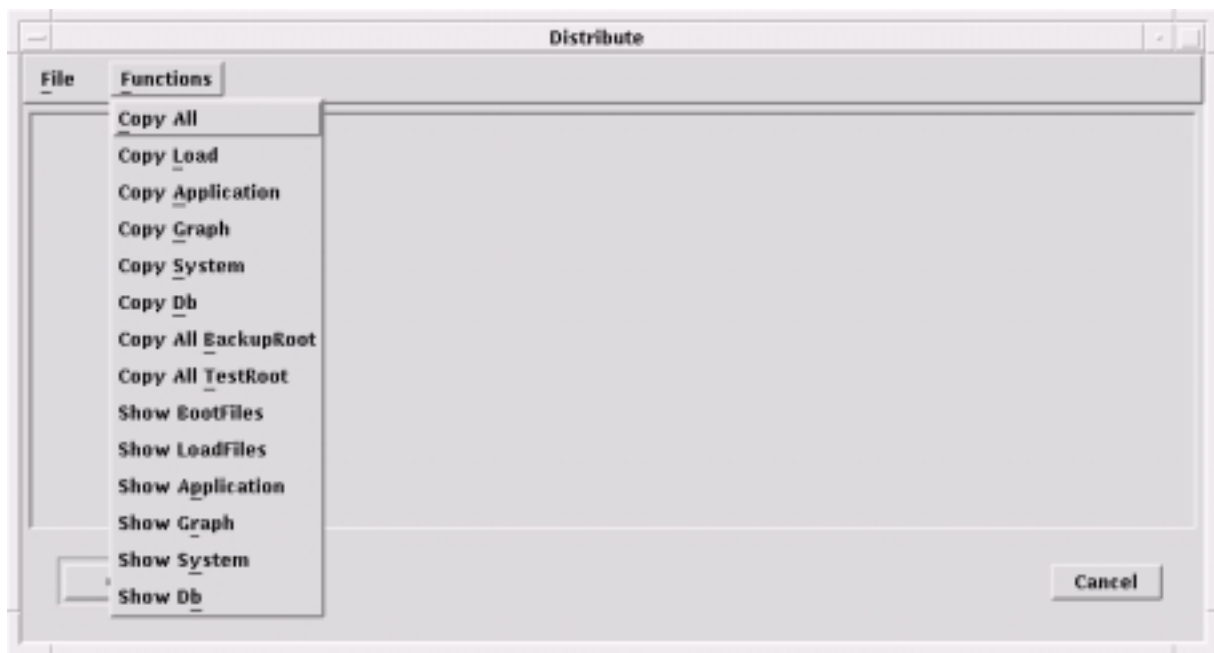 Distribute
File Functions
Copy All
Copy Load
Copy Application
Copy Graph
Copy System
Copy Db
Copy All BackupRoot
Copy All TestRoot
Show BootFiles
Show LoadFiles
Show Application
Show Graph
Show System
Show Db
Cancel